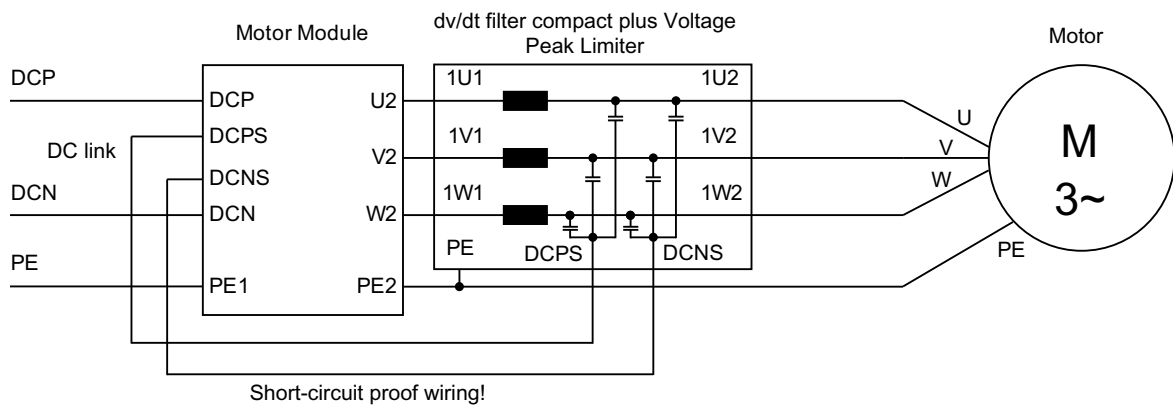 dv/dt filter compact plus Voltage
Peak Limiter
Motor Module
Motor
DCP
DCP
DCPS
DC link
DCNS
DCN
DCN
PE
PE1
U2
V2
W2
PE2
1U1
1U2
1V1
1V2
1W1
1W2
PE
DCPS
DCNS
U
V
W
PE
M
3~
Short-circuit proof wiring!